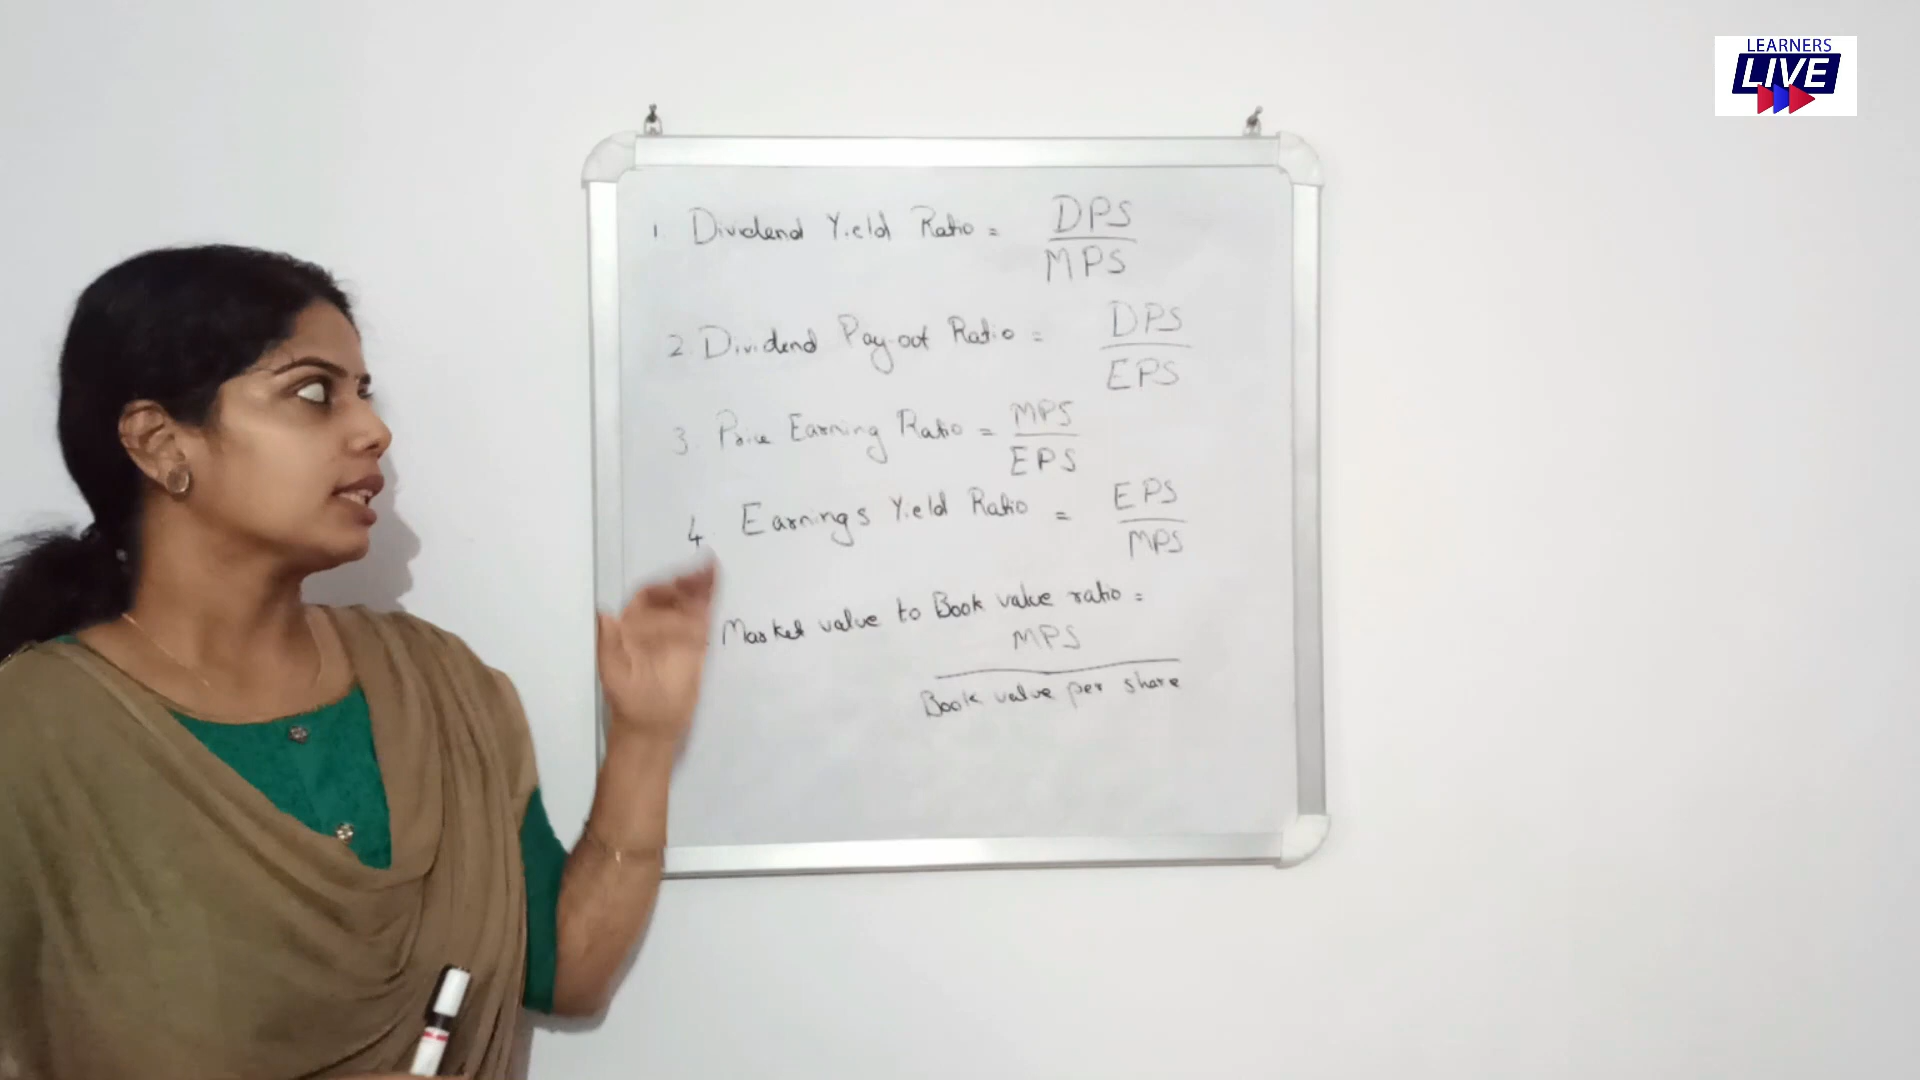 LEARNERS
LIVE
1. Dividend Yield Ratio = DPS
MPS
2. Dividend Pay-out Ratio = DPS
EPS
3. Price Earning Ratio = MPS
EPS
4. Earnings Yield Ratio = EPS
MPS
Market value to Book value ratio =
MPS
Book value per share